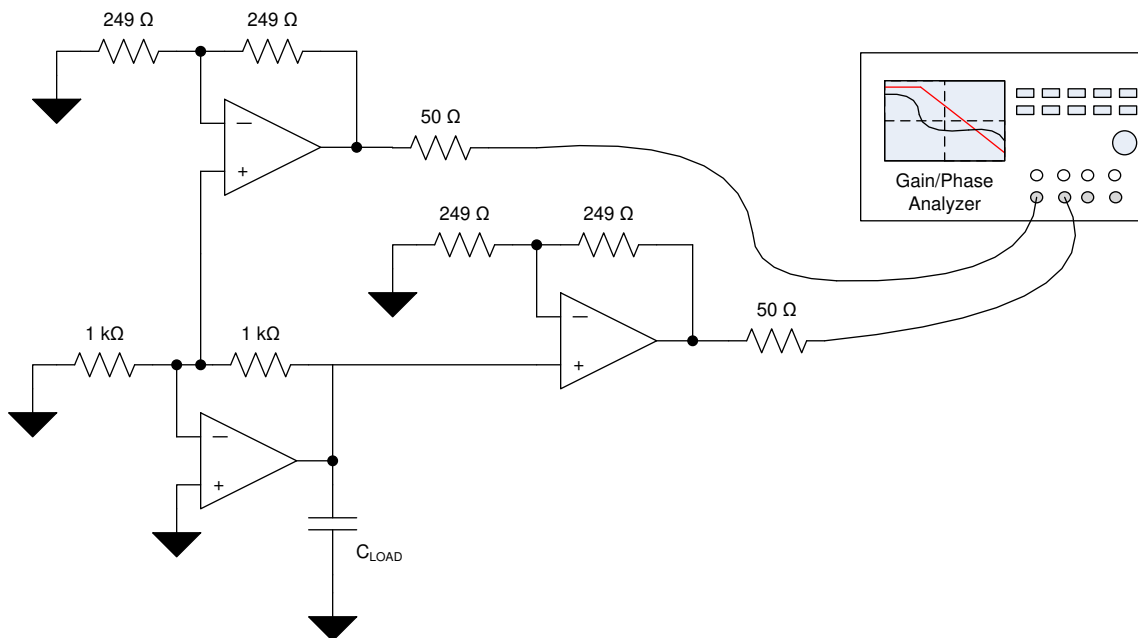 249 Ω 249 Ω
50 Ω
Gain/Phase
Analyzer
249 Ω 249 Ω
50 Ω
1 kΩ 1 kΩ
CLOAD